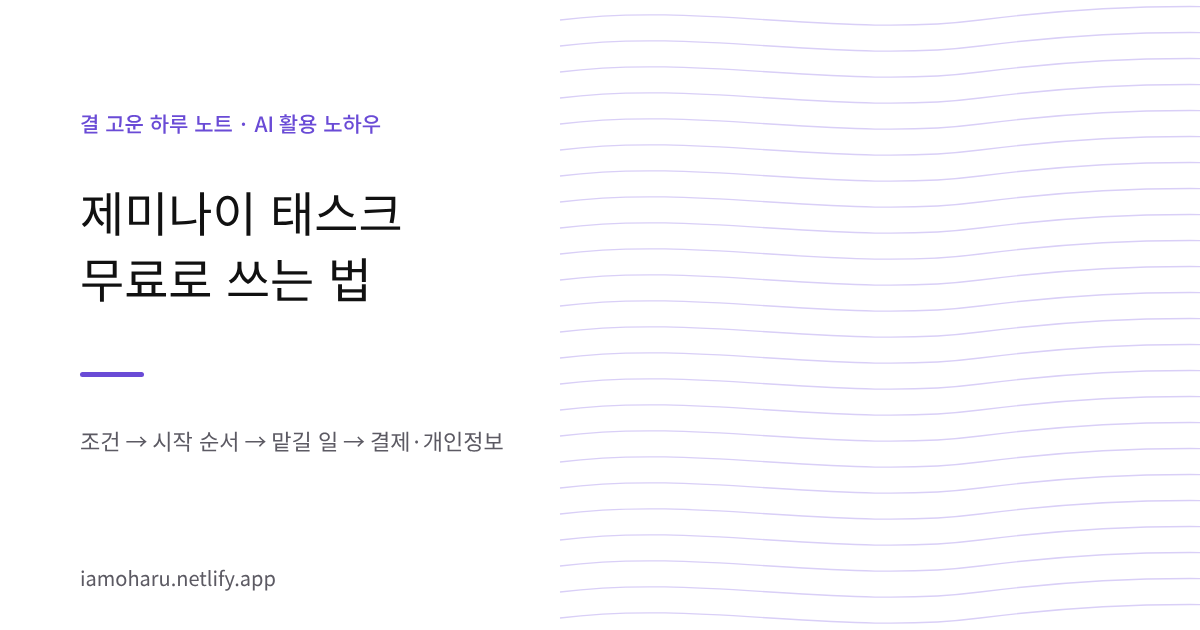 결 고운 하루 노트 · AI 활용 노하우
제미나이 태스크
무료로 쓰는 법
조건 → 시작 순서 → 맡길 일 → 결제·개인정보
iamoharu.netlify.app